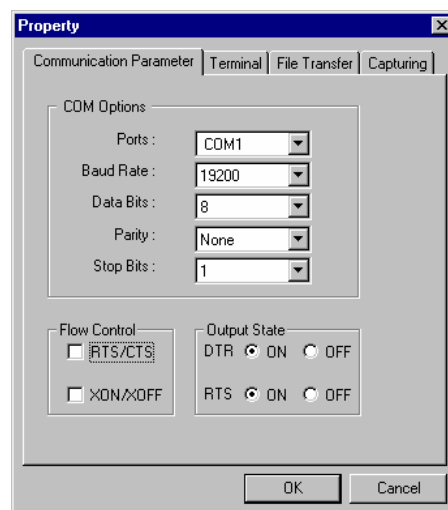 Property
Communication Parameter Terminal File Transfer Capturing
COM Options
Ports : COM1
Baud Rate : 19200
Data Bits : 8
Parity : None
Stop Bits : 1
Flow Control
RTS/CTS
XON/XOFF
Output State
DTR ON OFF
RTS ON OFF
OK Cancel